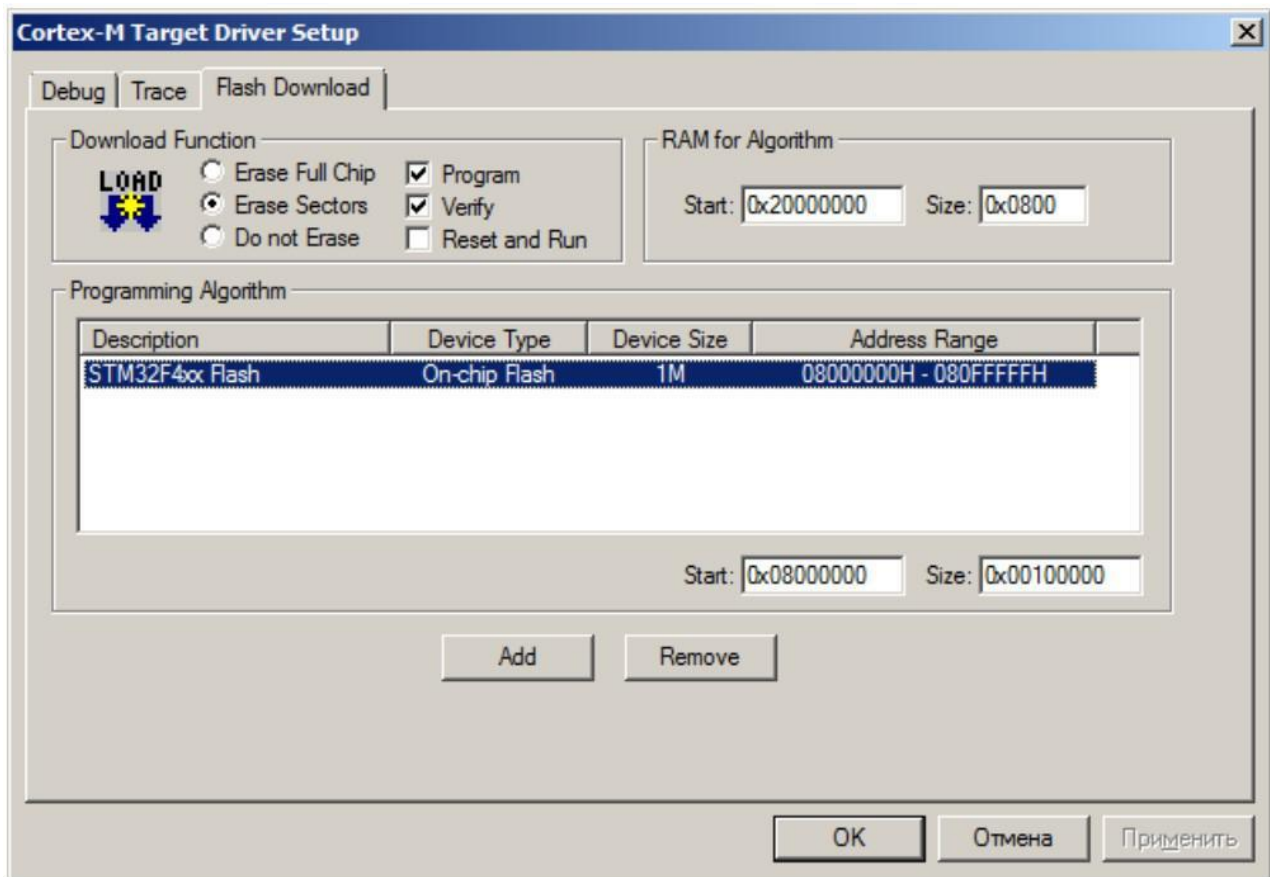 Cortex-M Target Driver Setup
Debug Trace Flash Download
Download Function
LOAD
Erase Full Chip
Erase Sectors
Do not Erase
Program
Verify
Reset and Run
RAM for Algorithm
Start: 0x20000000 Size: 0x0800
Programming Algorithm
Description Device Type Device Size Address Range
STM32F4xx Flash On-chip Flash 1M 08000000H - 080FFFFFH
Start: 0x08000000 Size: 0x00100000
Add Remove
OK Отмена Применить